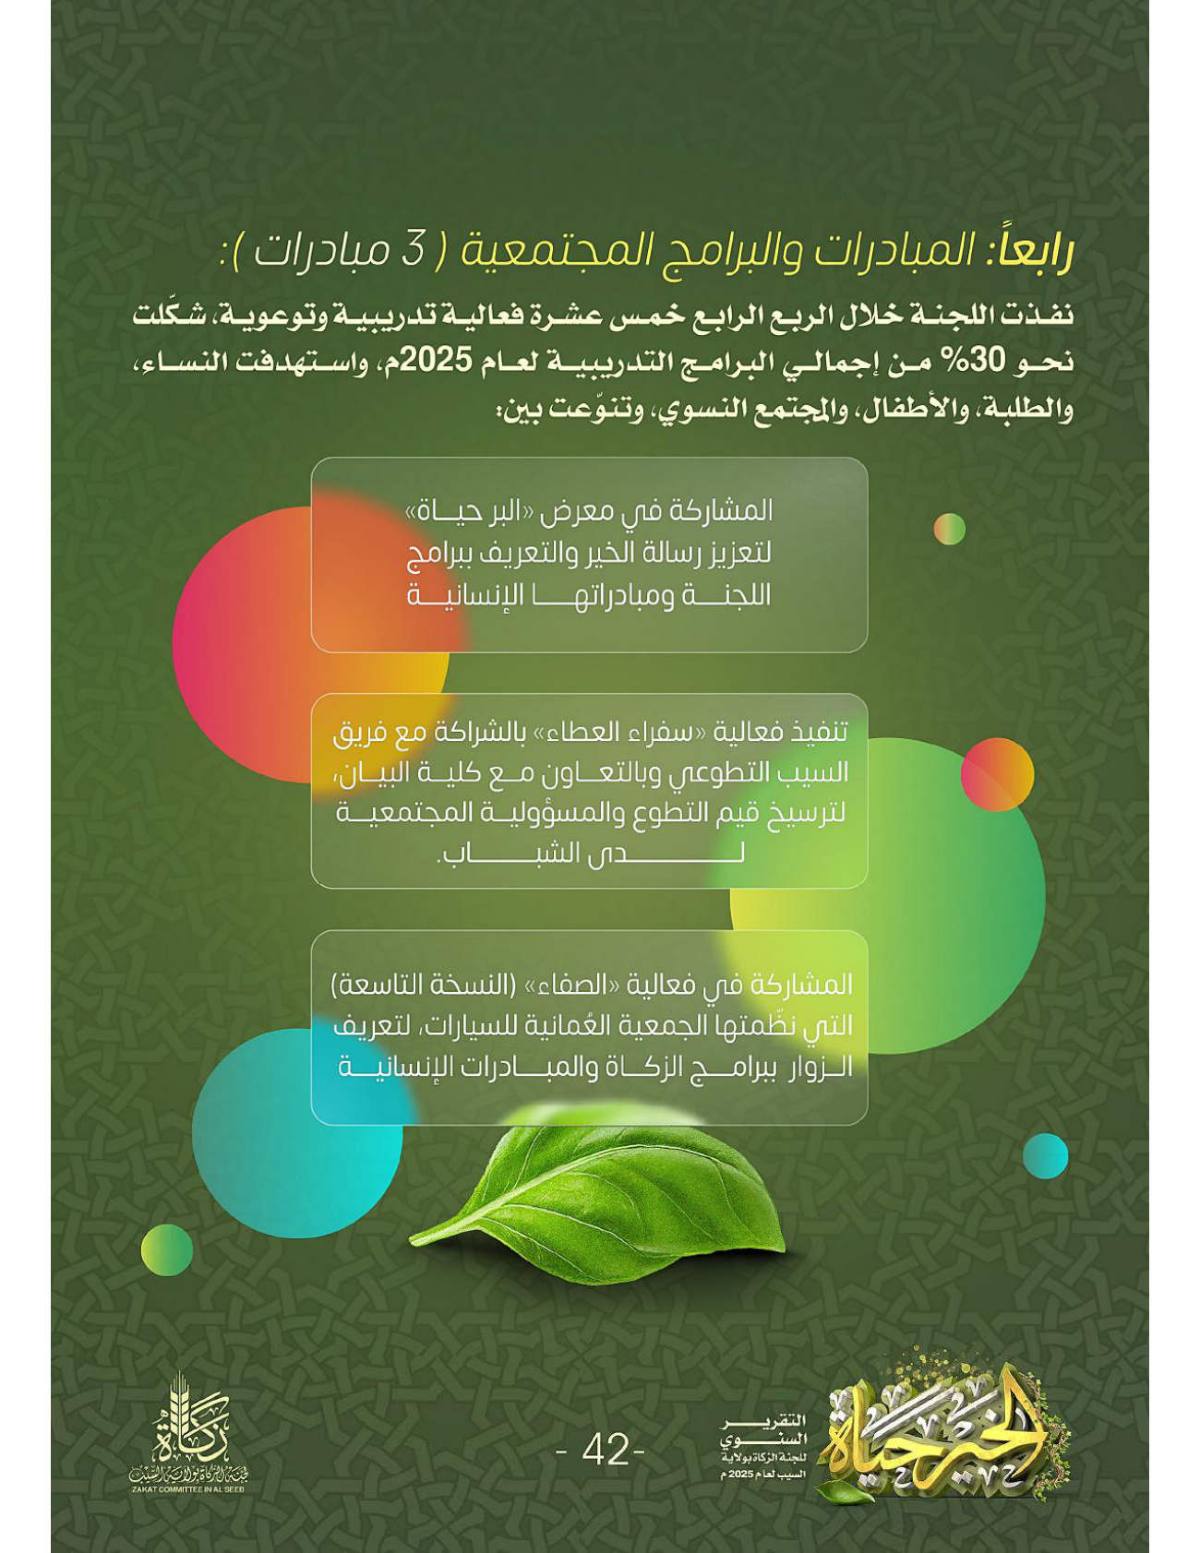 رابعاً: المبادرات والبرامج المجتمعية ( 3 مبادرات ):
نفذت اللجنة خلال الربع الرابع خمس عشرة فعالية تدريبية وتوعوية، شكّلت
نحو 30% من إجمالي البرامج التدريبية لعام 2025م، واستهدفت النساء،
والطلبة، والأطفال، والمجتمع النسوي، وتنوّعت بين:
المشاركة في معرض «البر حياة»
لتعزيز رسالة الخير والتعريف ببرامج
اللجنة ومبادراتها الإنسانية
تنفيذ فعالية «سفراء العطاء» بالشراكة مع فريق
السيب التطوعي وبالتعاون مع كلية البيان،
لترسيخ قيم التطوع والمسؤولية المجتمعية
لدى الشباب.
المشاركة في فعالية «الصفاء» (النسخة التاسعة)
التي نظّمتها الجمعية العُمانية للسيارات، لتعريف
الزوار ببرامج الزكاة والمبادرات الإنسانية
الخير حياة
التقرير
السنوي
للجنة الزكاة بولاية
السيب لعام 2025 م
- 42 -
زكاة
لجنة الزكاة بولاية السيب
ZAKAT COMMITTEE IN AL SEEB